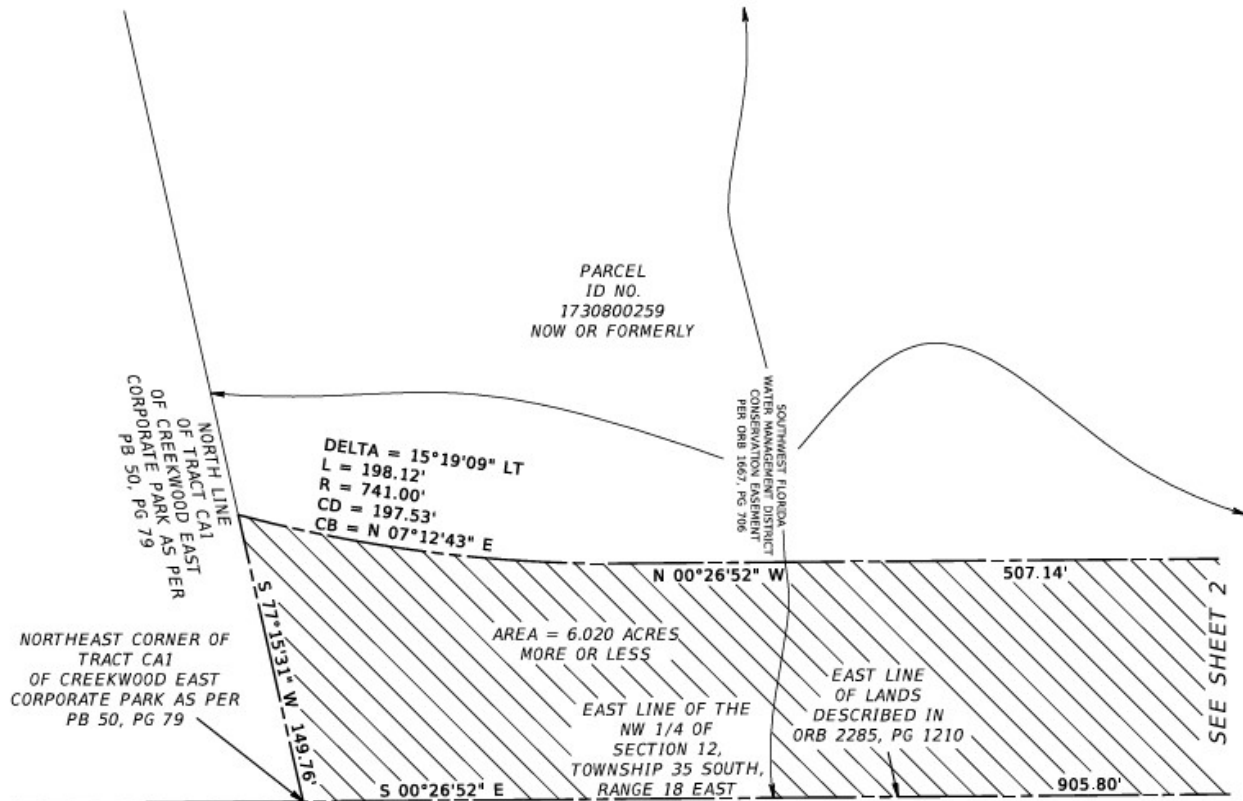 PARCEL
ID NO.
1730800259
NOW OR FORMERLY
SOUTHWEST FLORIDA
WATER MANAGEMENT DISTRICT
CONSERVATION EASEMENT
PER ORB 1667, PG 706
NORTH LINE
OF TRACT CA1
OF CREEKWOOD EAST
CORPORATE PARK AS PER
PB 50, PG 79
DELTA = 15°19'09" LT
L = 198.12'
R = 741.00'
CD = 197.53'
CB = N 07°12'43" E
N 00°26'52" W
507.14'
S 77°15'31" W 149.76'
NORTHEAST CORNER OF
TRACT CA1
OF CREEKWOOD EAST
CORPORATE PARK AS PER
PB 50, PG 79
AREA = 6.020 ACRES
MORE OR LESS
EAST LINE OF THE
NW 1/4 OF
SECTION 12,
TOWNSHIP 35 SOUTH,
RANGE 18 EAST
EAST LINE
OF LANDS
DESCRIBED IN
ORB 2285, PG 1210
SEE SHEET 2
S 00°26'52" E
905.80'